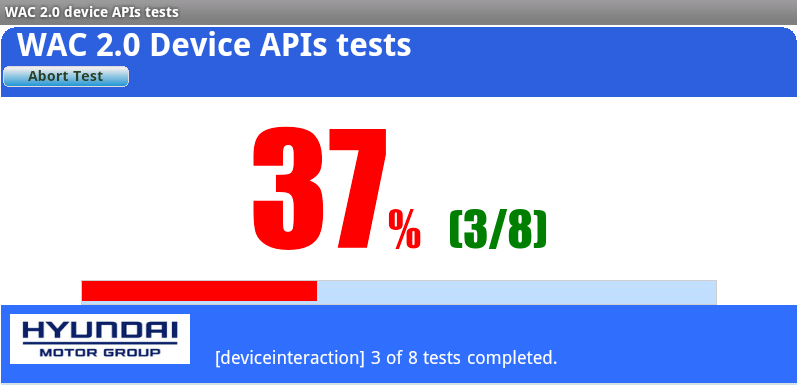 WAC 2.0 device APIs tests
WAC 2.0 Device APIs tests
Abort Test
37% (3/8)
HYUNDAI
MOTOR GROUP
[deviceinteraction] 3 of 8 tests completed.